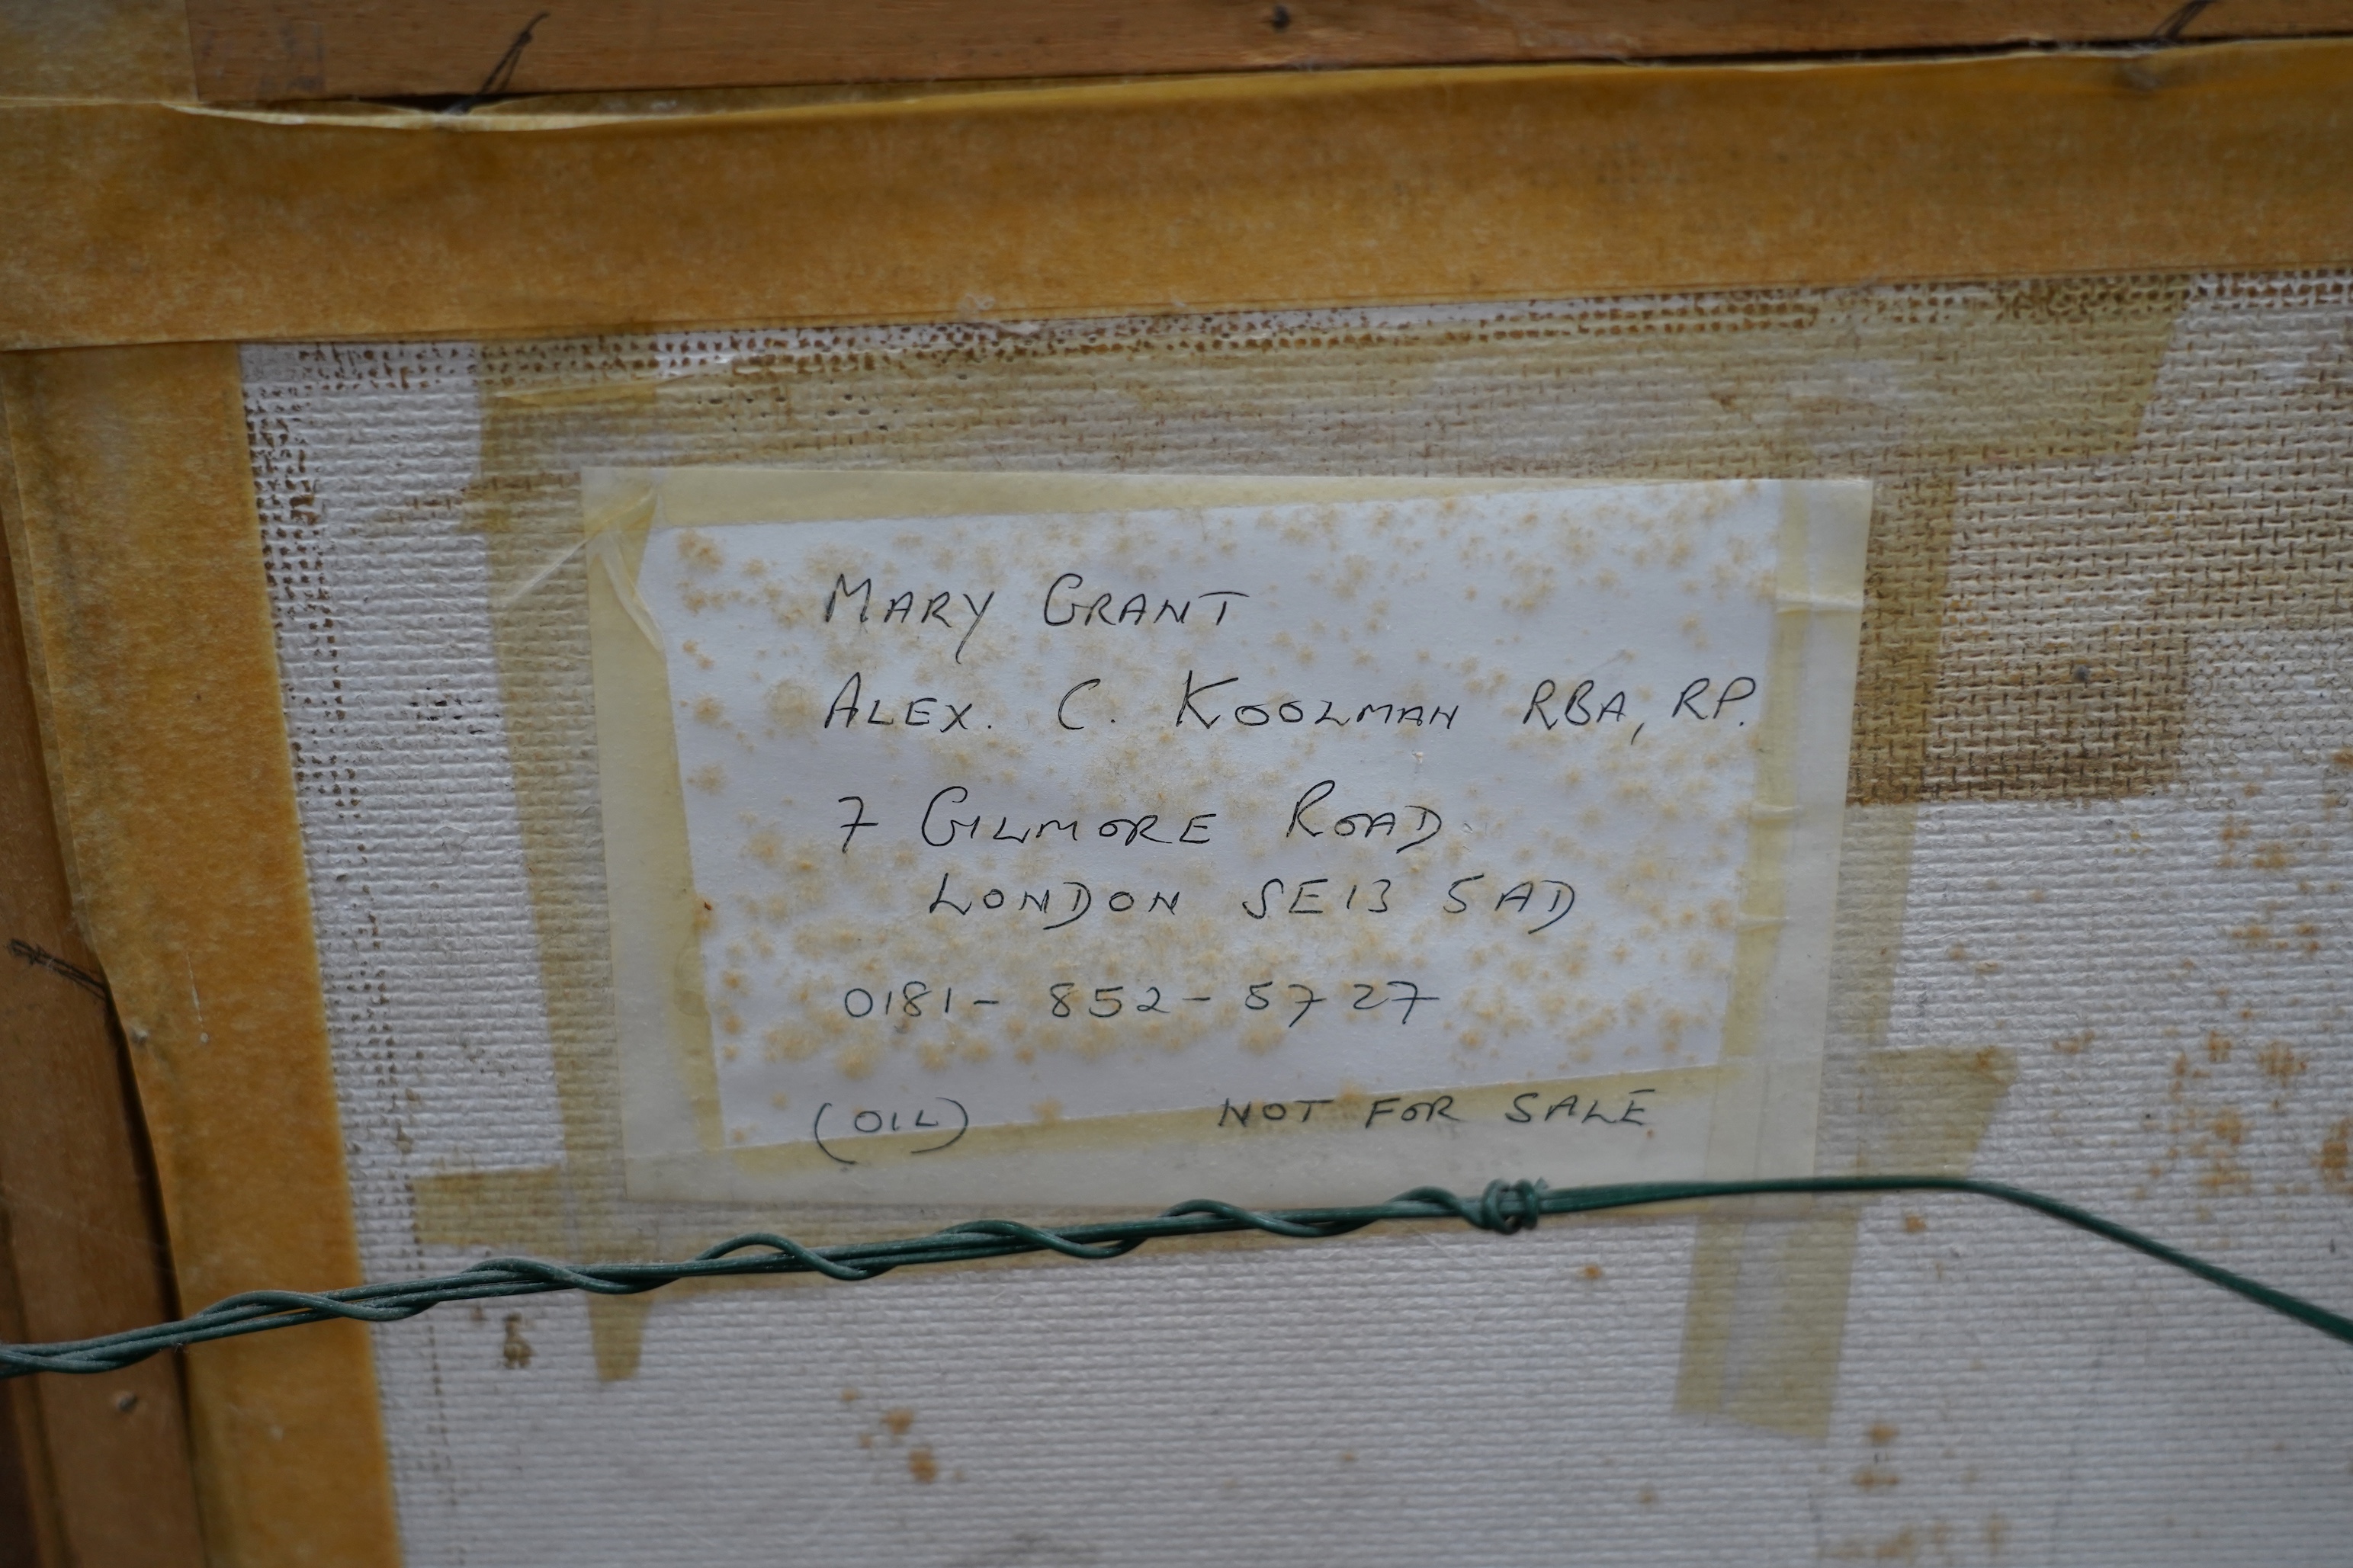 MARY GRANT
ALEX. C. KOOLMAN RBA, RP.
7 GILMORE ROAD
LONDON SE13 5AD
0181- 852- 5727
(OIL) NOT FOR SALE